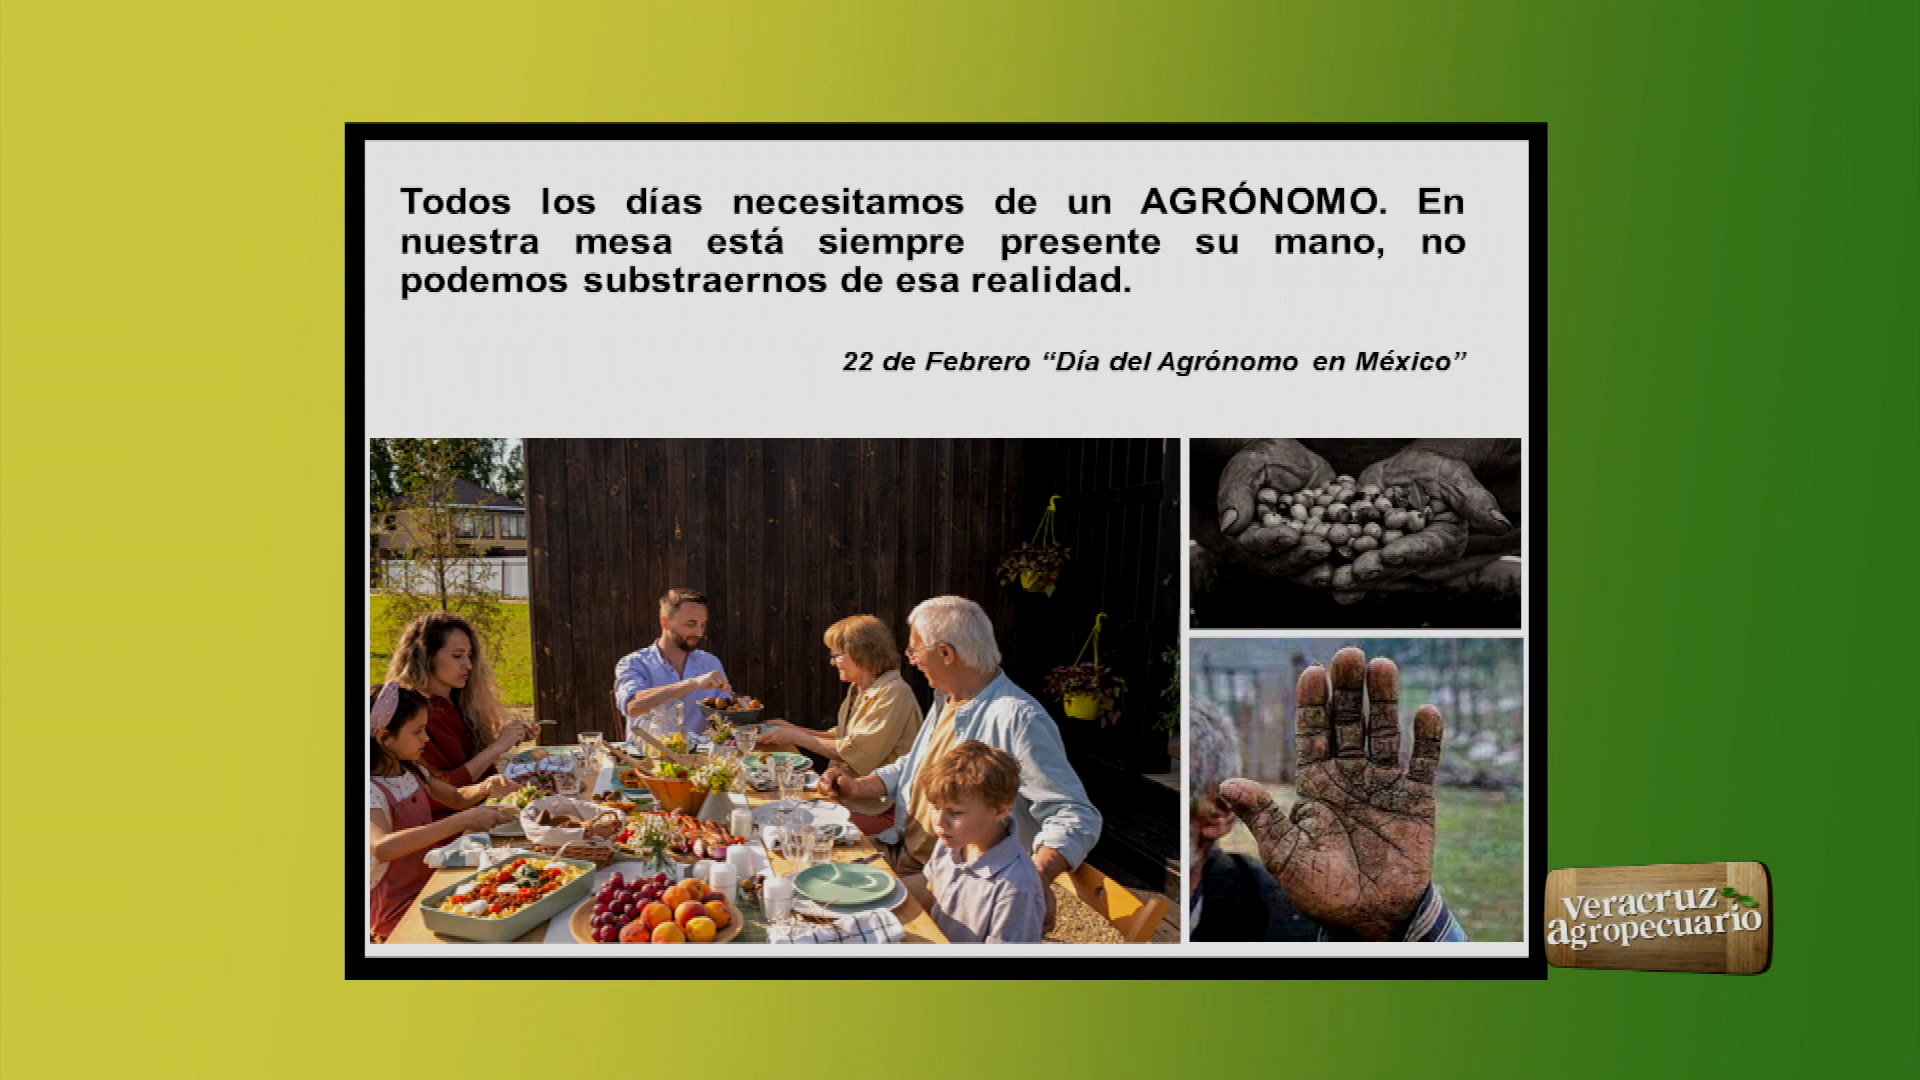 Todos los días necesitamos de un AGRÓNOMO. En
nuestra mesa está siempre presente su mano, no
podemos substraernos de esa realidad.
22 de Febrero “Día del Agrónomo en México”
veracruz
agropecuario